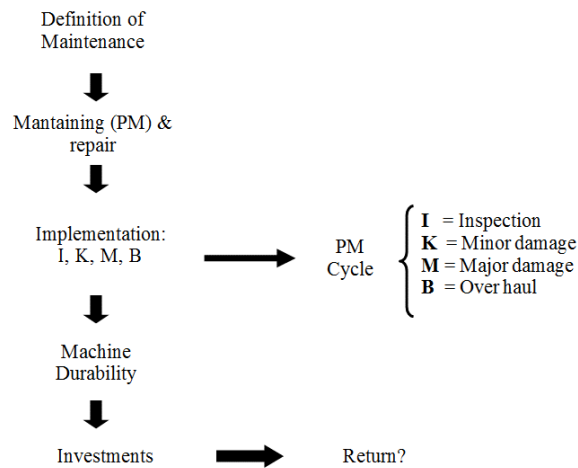 Definition of
Maintenance
Mantaining (PM) &
repair
Implementation:
I, K, M, B
PM
Cycle
I = Inspection
K = Minor damage
M = Major damage
B = Over haul
Machine
Durability
Investments
Return?